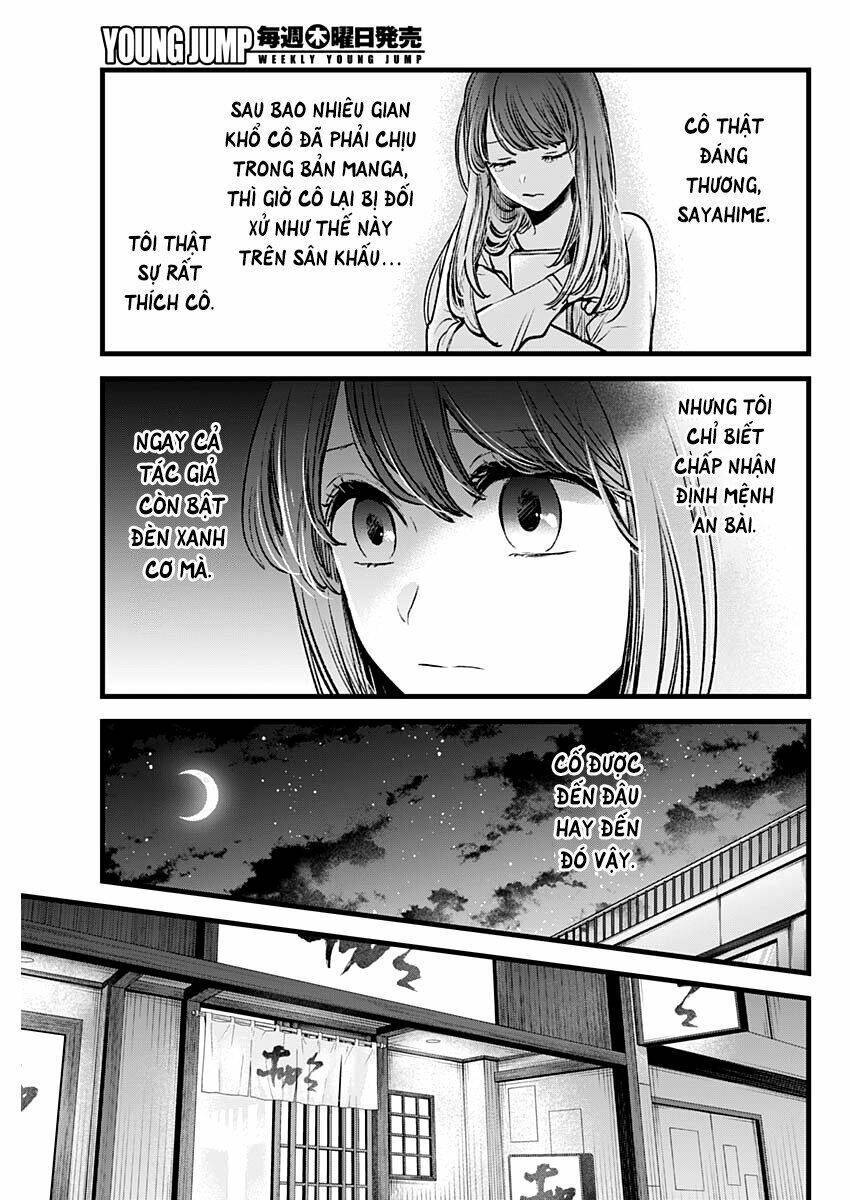 YOUNG JUMP 毎週木曜日発売
WEEKLY YOUNG JUMP
CÔ THẬT
ĐÁNG
THƯƠNG,
SAYAHIME.
SAU BAO NHIÊU GIAN
KHỔ CÔ ĐÃ PHẢI CHỊU
TRONG BẢN MANGA,
THÌ GIỜ CÔ LẠI BỊ ĐỐI
XỬ NHƯ THẾ NÀY
TRÊN SÂN KHẤU...
TÔI THẬT
SỰ RẤT
THÍCH CÔ.
NHƯNG TÔI
CHỈ BIẾT
CHẤP NHẬN
ĐỊNH MỆNH
AN BÀI.
NGAY CẢ
TÁC GIẢ
CÒN BẬT
ĐÈN XANH
CƠ MÀ.
CỐ ĐƯỢC
ĐẾN ĐÂU
HAY ĐẾN
ĐÓ VẬY.